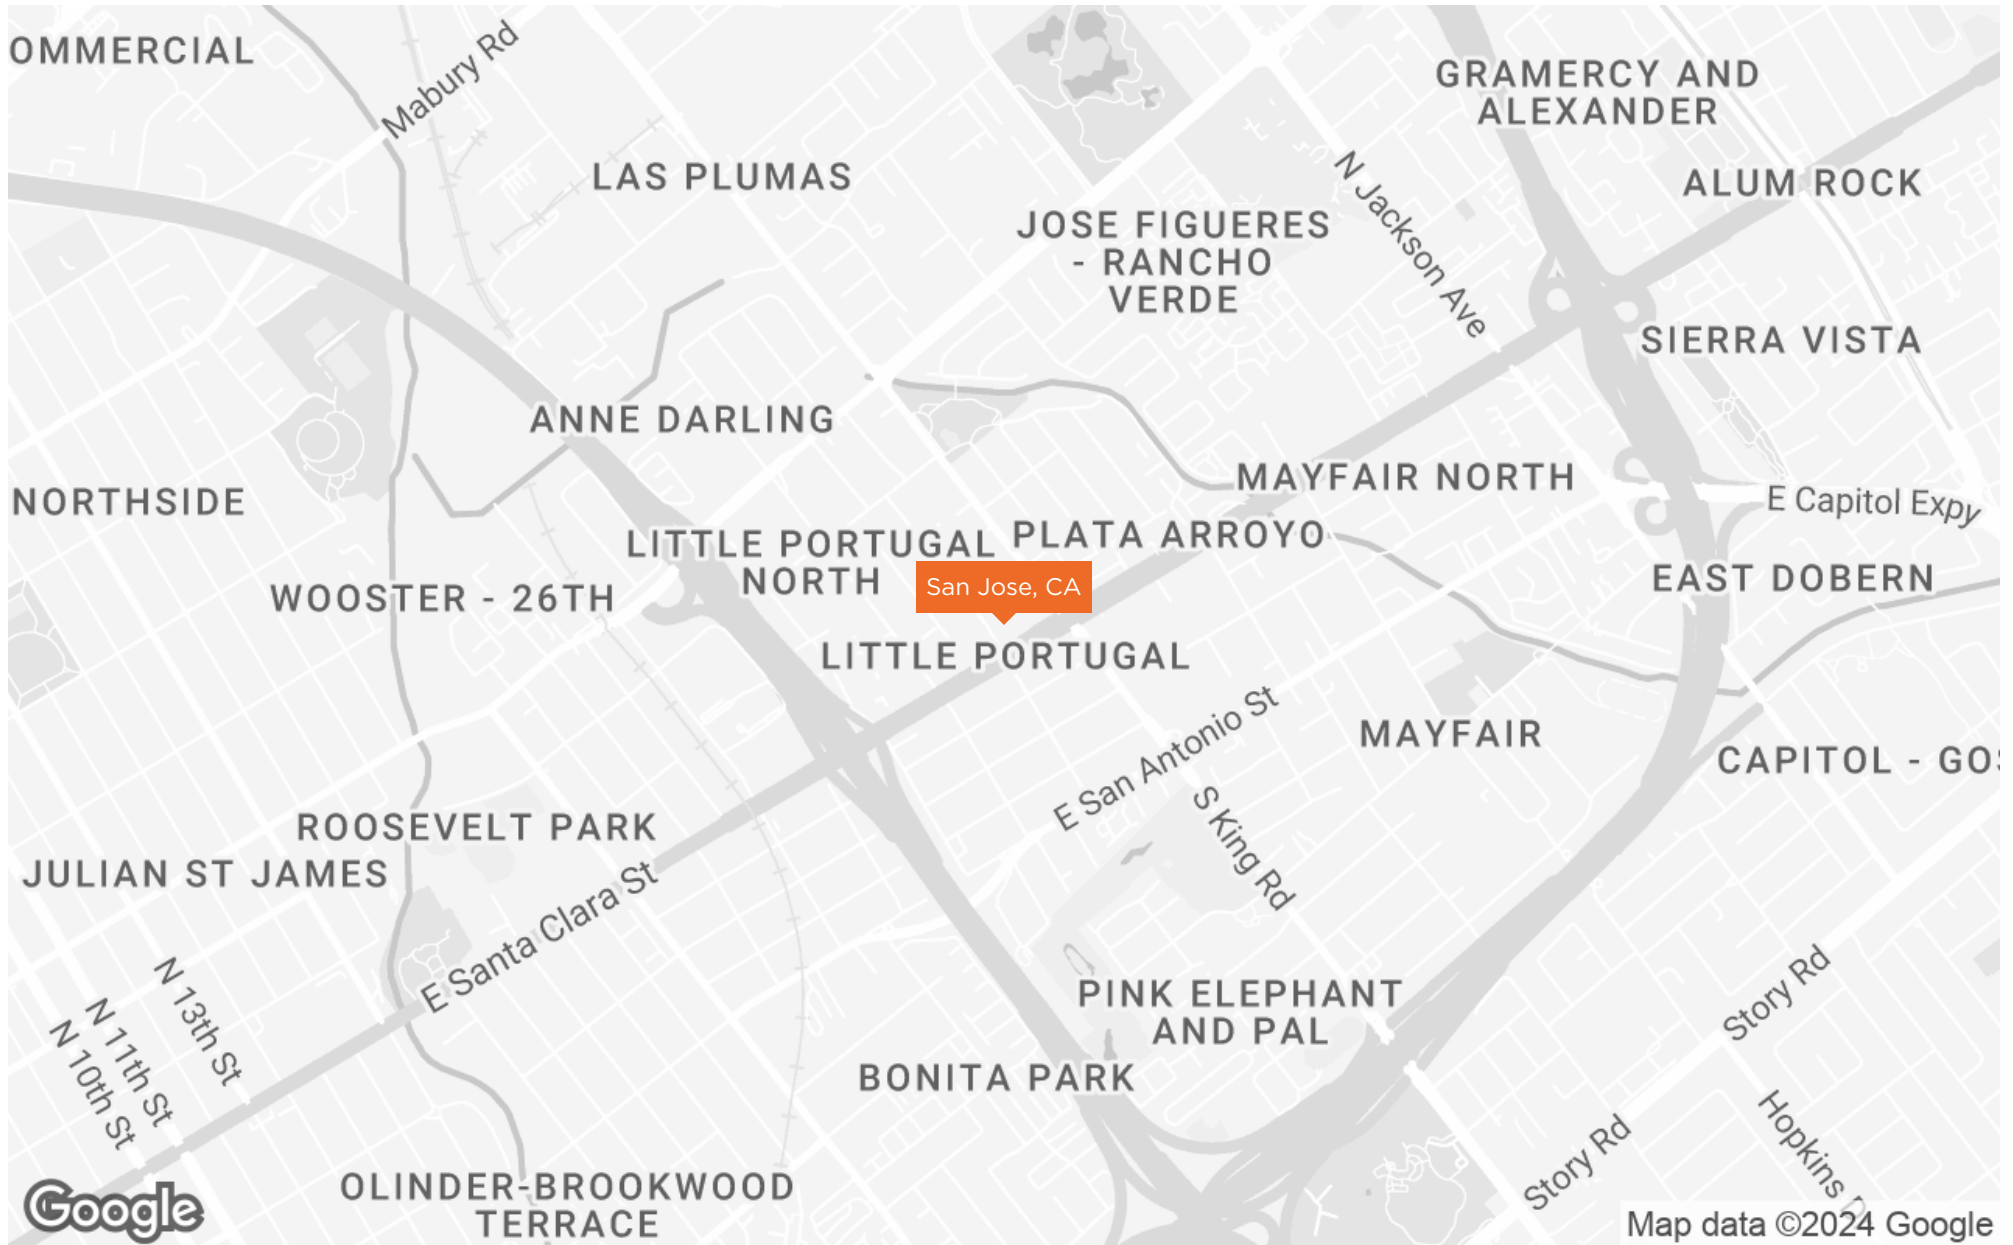 OMMERCIAL
Mabury Rd
GRAMERCY AND
ALEXANDER
LAS PLUMAS
N Jackson Ave
ALUM ROCK
JOSE FIGUERES
- RANCHO
VERDE
SIERRA VISTA
ANNE DARLING
MAYFAIR NORTH
NORTHSIDE
E Capitol Expy
LITTLE PORTUGAL
NORTH
PLATA ARROYO
San Jose, CA
WOOSTER - 26TH
EAST DOBERN
LITTLE PORTUGAL
E San Antonio St
MAYFAIR
CAPITOL - GOS
ROOSEVELT PARK
S King Rd
JULIAN ST JAMES
E Santa Clara St
N 13th St
N 11th St
N 10th St
PINK ELEPHANT
AND PAL
Story Rd
BONITA PARK
Story Rd
Hopkins D
OLINDER-BROOKWOOD
TERRACE
Google
Map data ©2024 Google